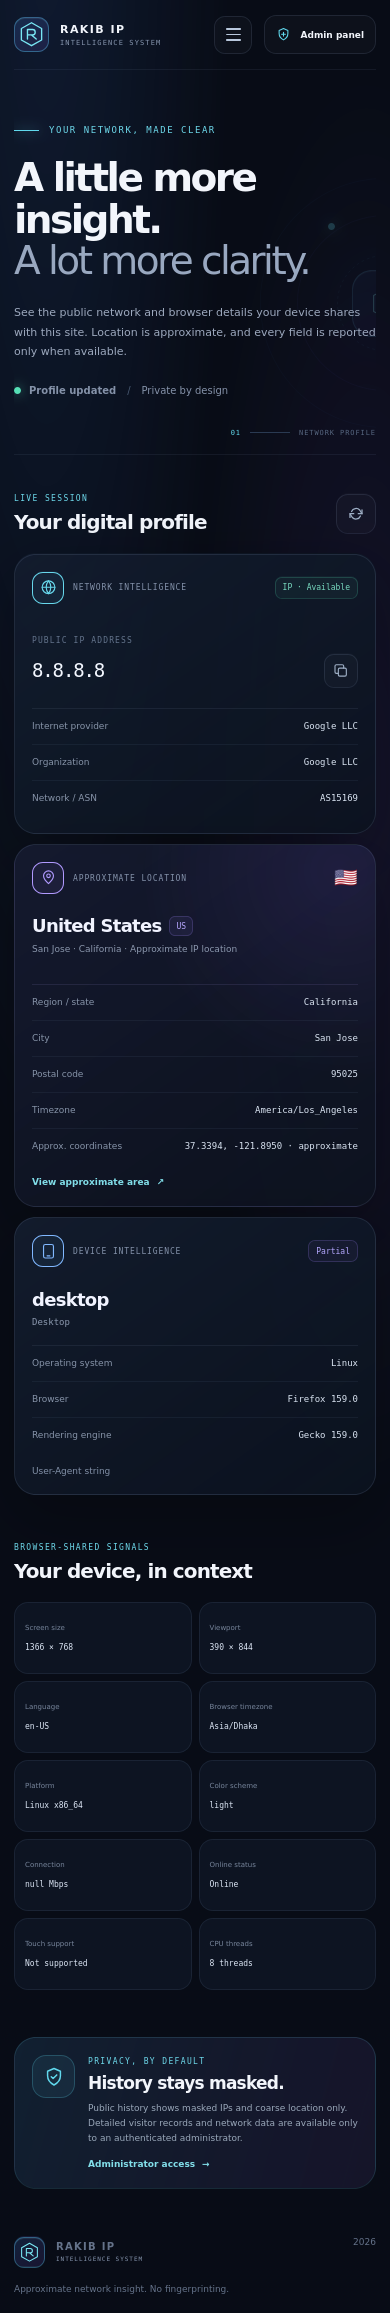 RAKIB IP
INTELLIGENCE SYSTEM
Admin panel
YOUR NETWORK, MADE CLEAR
A little more
insight.
A lot more clarity.
See the public network and browser details your device shares
with this site. Location is approximate, and every field is reported
only when available.
Profile updated / Private by design
01 NETWORK PROFILE
LIVE SESSION
Your digital profile
NETWORK INTELLIGENCE
IP · Available
PUBLIC IP ADDRESS
8.8.8.8
Internet provider Google LLC
Organization Google LLC
Network / ASN AS15169
APPROXIMATE LOCATION
United States US
San Jose · California · Approximate IP location
Region / state California
City San Jose
Postal code 95025
Timezone America/Los_Angeles
Approx. coordinates 37.3394, -121.8950 · approximate
View approximate area ↗
DEVICE INTELLIGENCE
Partial
desktop
Desktop
Operating system Linux
Browser Firefox 159.0
Rendering engine Gecko 159.0
User-Agent string
BROWSER-SHARED SIGNALS
Your device, in context
Screen size
1366 × 768
Viewport
390 × 844
Language
en-US
Browser timezone
Asia/Dhaka
Platform
Linux x86_64
Color scheme
light
Connection
null Mbps
Online status
Online
Touch support
Not supported
CPU threads
8 threads
PRIVACY, BY DEFAULT
History stays masked.
Public history shows masked IPs and coarse location only.
Detailed visitor records and network data are available only
to an authenticated administrator.
Administrator access →
RAKIB IP
INTELLIGENCE SYSTEM
2026
Approximate network insight. No fingerprinting.